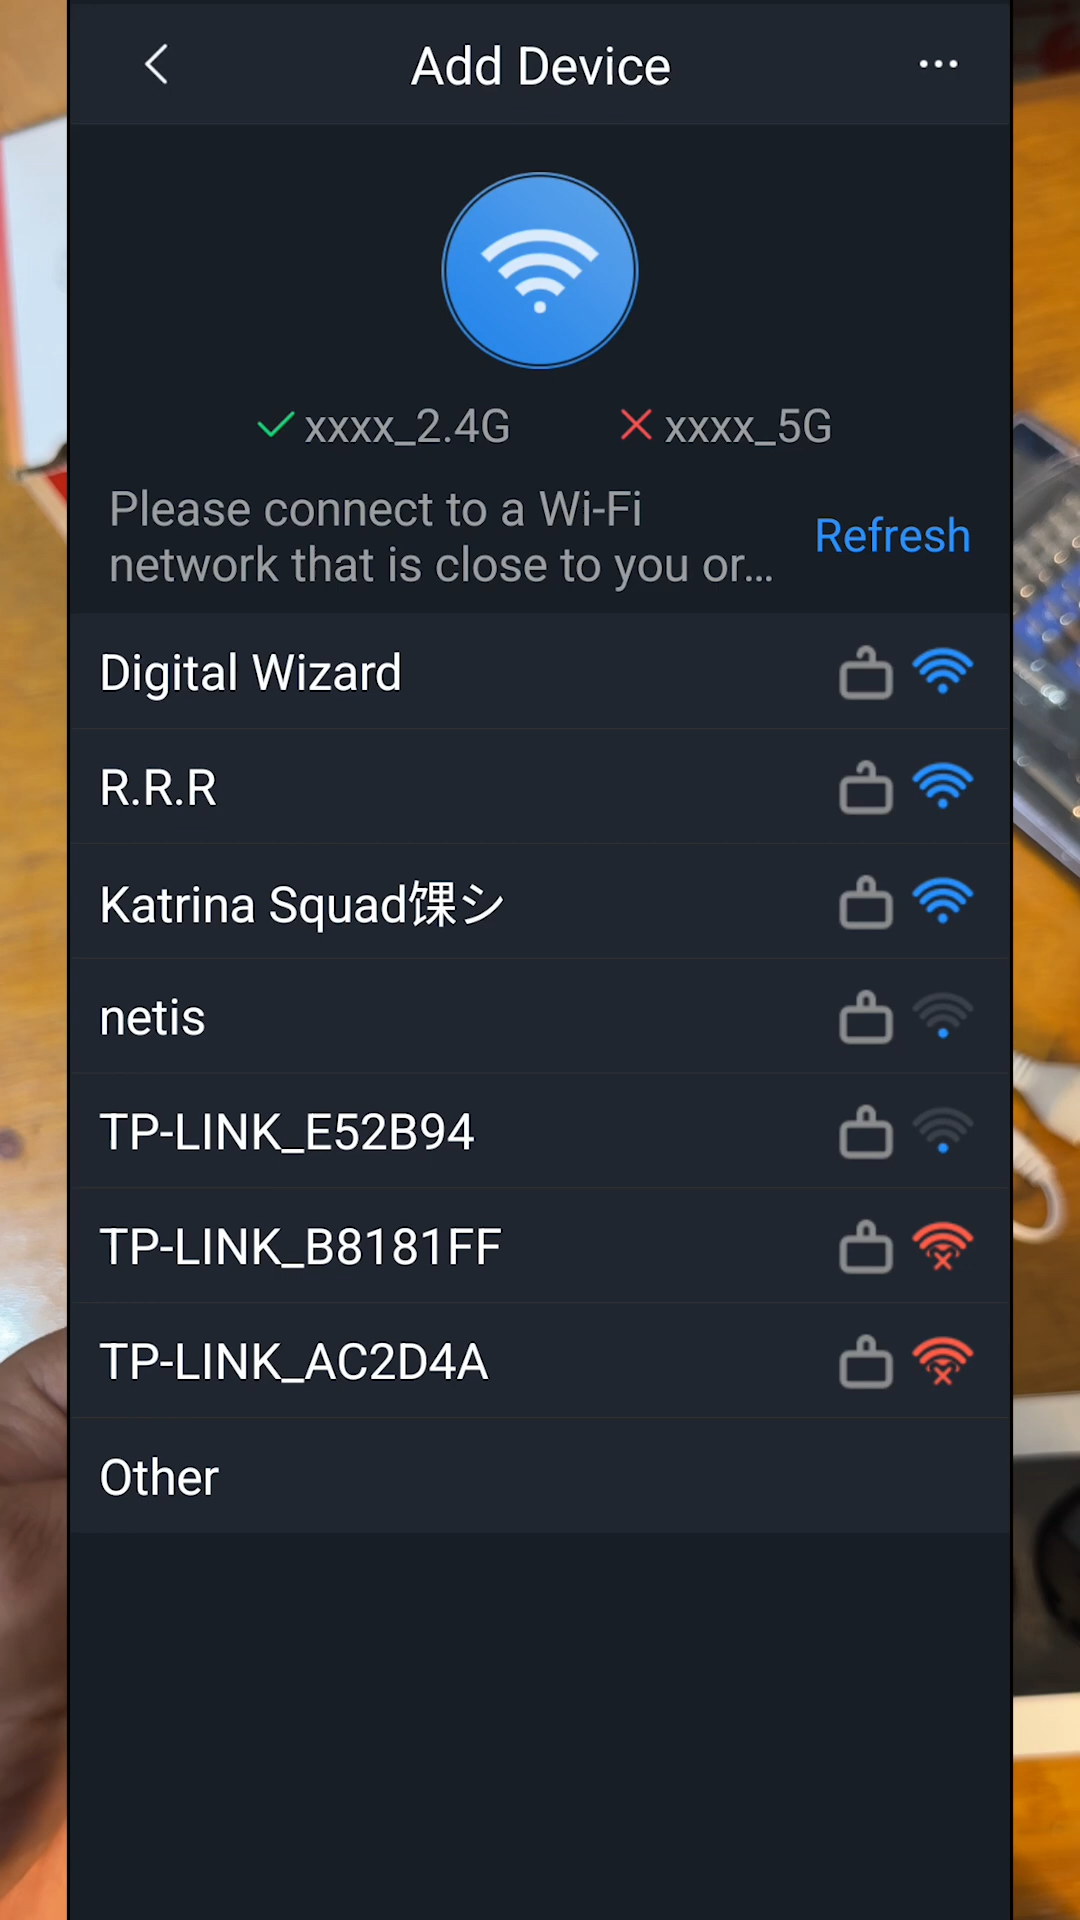 Add Device
xxxx_2.4G xxxx_5G
Please connect to a Wi-Fi
network that is close to you or...
Refresh
Digital Wizard
R.R.R
Katrina Squad馃シ
netis
TP-LINK_E52B94
TP-LINK_B8181FF
TP-LINK_AC2D4A
Other